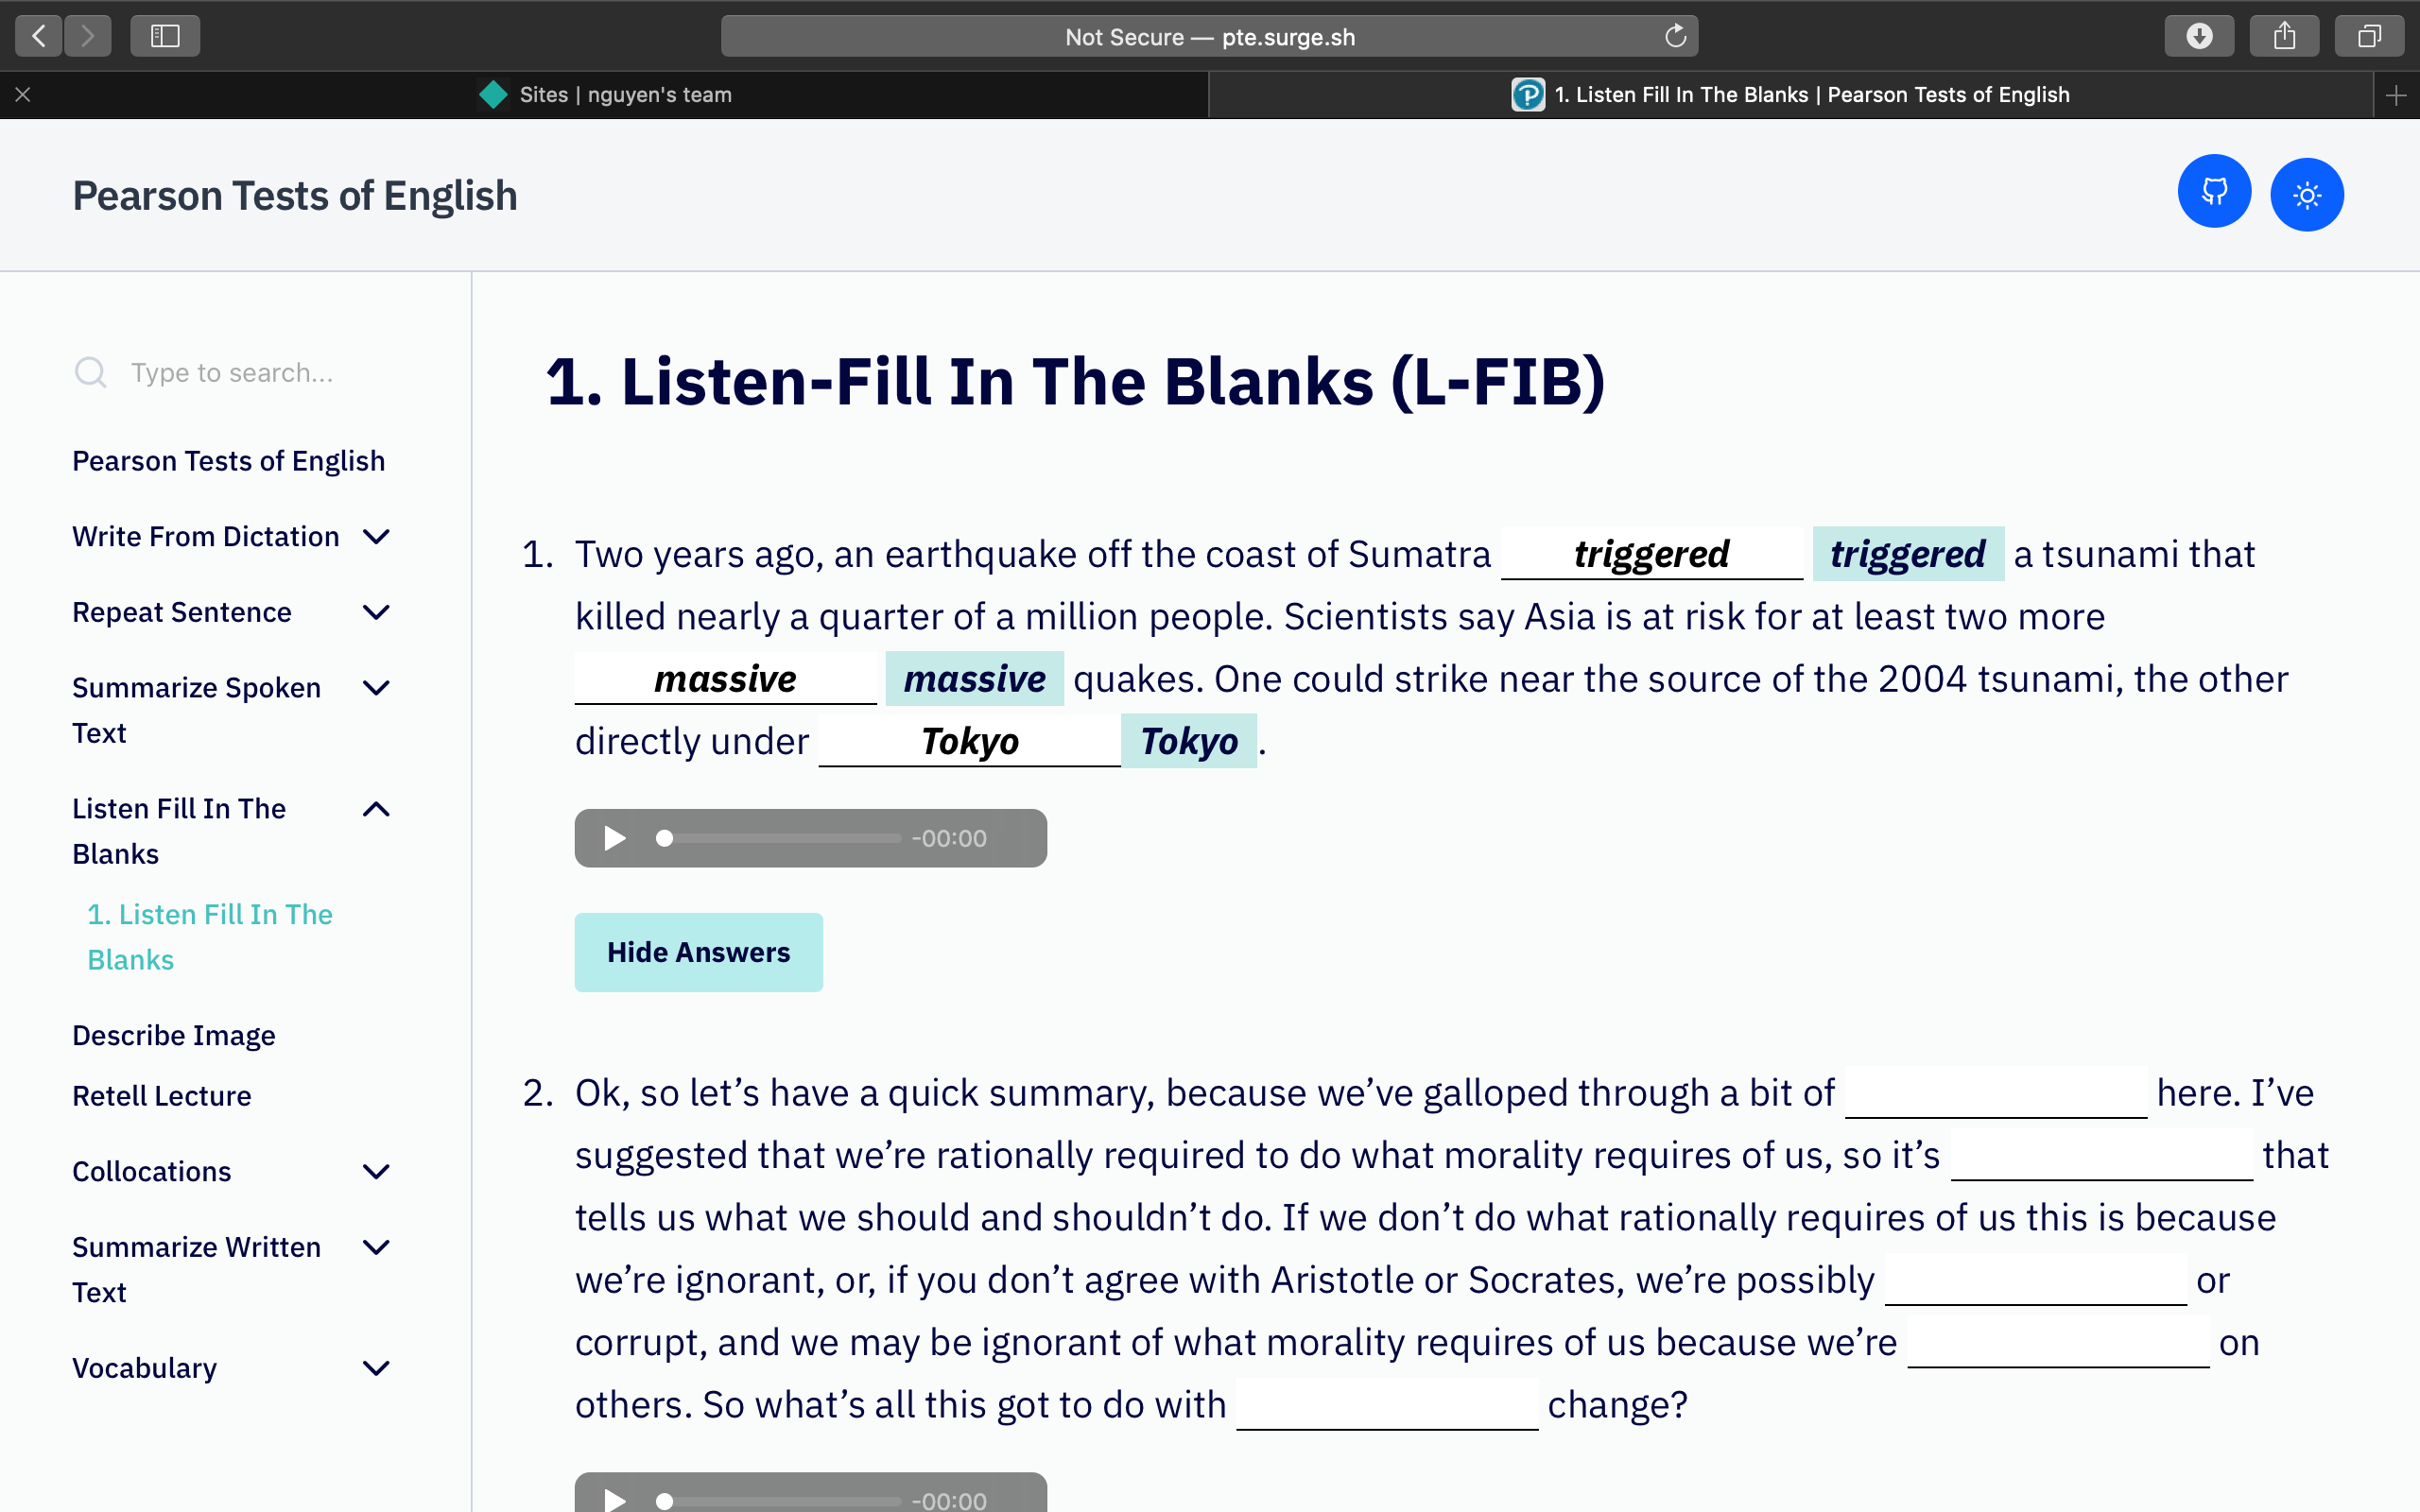 Not Secure — pte.surge.sh
Sites | nguyen's team
1. Listen Fill In The Blanks | Pearson Tests of English
Pearson Tests of English
Type to search...
Pearson Tests of English
Write From Dictation
Repeat Sentence
Summarize Spoken
Text
Listen Fill In The
Blanks
1. Listen Fill In The
Blanks
Describe Image
Retell Lecture
Collocations
Summarize Written
Text
Vocabulary
1. Listen-Fill In The Blanks (L-FIB)
1. Two years ago, an earthquake off the coast of Sumatra triggered triggered a tsunami that
killed nearly a quarter of a million people. Scientists say Asia is at risk for at least two more
massive massive quakes. One could strike near the source of the 2004 tsunami, the other
directly under Tokyo Tokyo .
-00:00
Hide Answers
2. Ok, so let’s have a quick summary, because we’ve galloped through a bit of here. I’ve
suggested that we’re rationally required to do what morality requires of us, so it’s that
tells us what we should and shouldn’t do. If we don’t do what rationally requires of us this is because
we’re ignorant, or, if you don’t agree with Aristotle or Socrates, we’re possibly or
corrupt, and we may be ignorant of what morality requires of us because we’re on
others. So what’s all this got to do with change?
-00:00